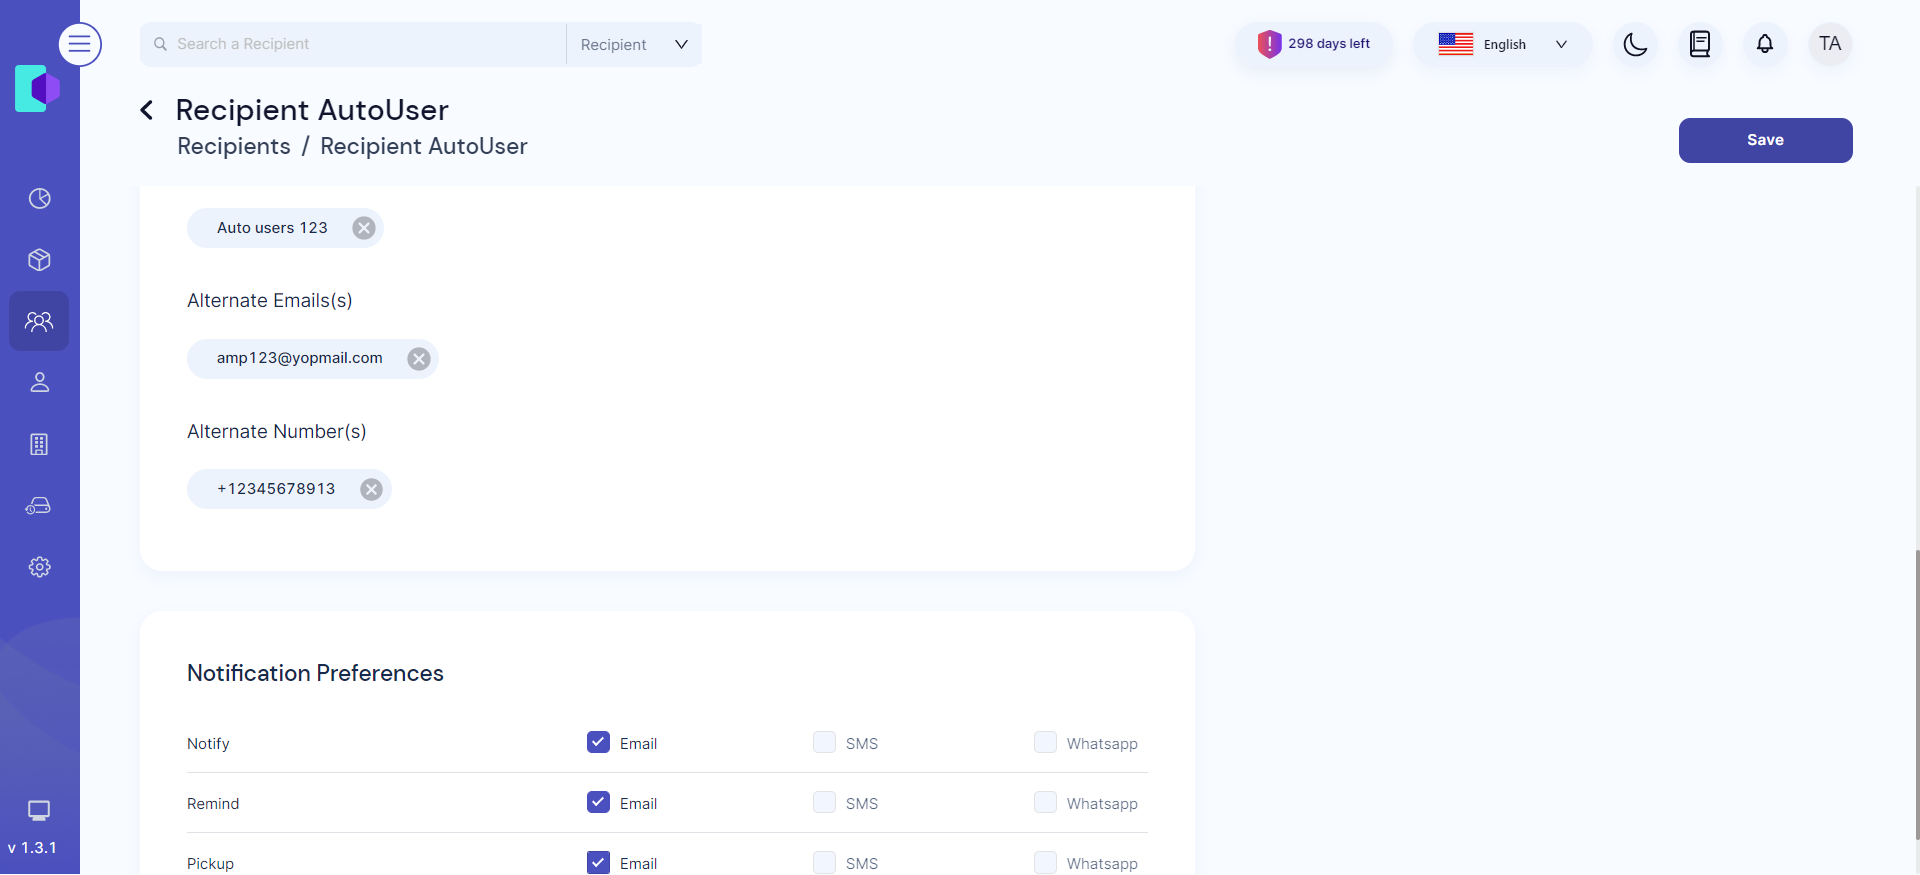 Search a Recipient
Recipient
298 days left
English
TA
Recipient AutoUser
Recipients / Recipient AutoUser
Save
Auto users 123
Alternate Emails(s)
amp123@yopmail.com
Alternate Number(s)
+12345678913
Notification Preferences
Notify Email SMS Whatsapp
Remind Email SMS Whatsapp
Pickup Email SMS Whatsapp
v 1.3.1